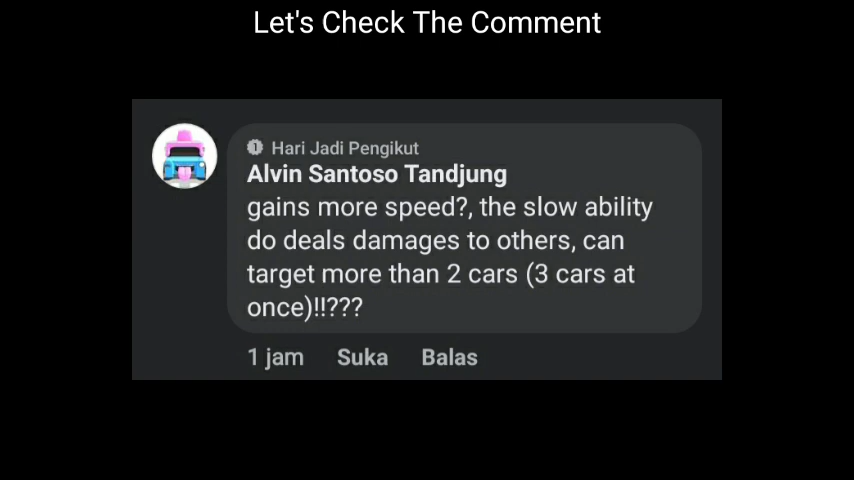 Let's Check The Comment
Hari Jadi Pengikut
Alvin Santoso Tandjung
gains more speed?, the slow ability
do deals damages to others, can
target more than 2 cars (3 cars at
once)!!???
1 jam Suka Balas